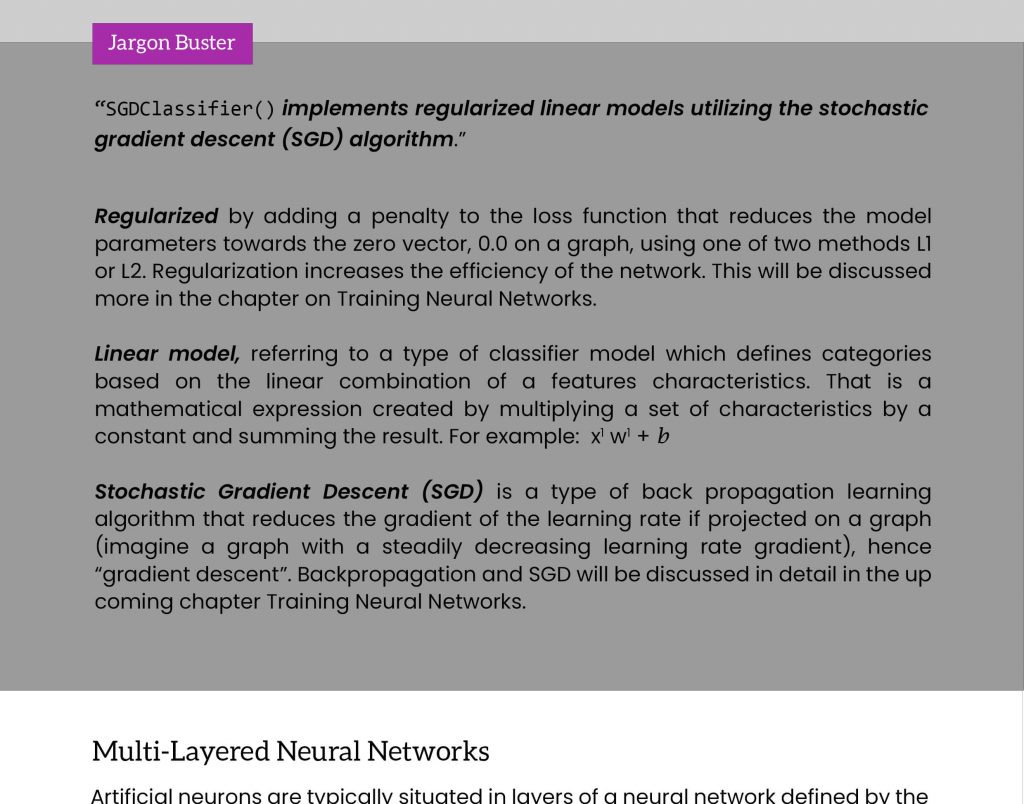 Jargon Buster
“SGDClassifier() implements regularized linear models utilizing the stochastic
gradient descent (SGD) algorithm.”
Regularized by adding a penalty to the loss function that reduces the model
parameters towards the zero vector, 0.0 on a graph, using one of two methods L1
or L2. Regularization increases the efficiency of the network. This will be discussed
more in the chapter on Training Neural Networks.
Linear model, referring to a type of classifier model which defines categories
based on the linear combination of a features characteristics. That is a
mathematical expression created by multiplying a set of characteristics by a
constant and summing the result. For example: x¹ w¹ + b
Stochastic Gradient Descent (SGD) is a type of back propagation learning
algorithm that reduces the gradient of the learning rate if projected on a graph
(imagine a graph with a steadily decreasing learning rate gradient), hence
“gradient descent”. Backpropagation and SGD will be discussed in detail in the up
coming chapter Training Neural Networks.
Multi-Layered Neural Networks
Artificial neurons are typically situated in layers of a neural network defined by the